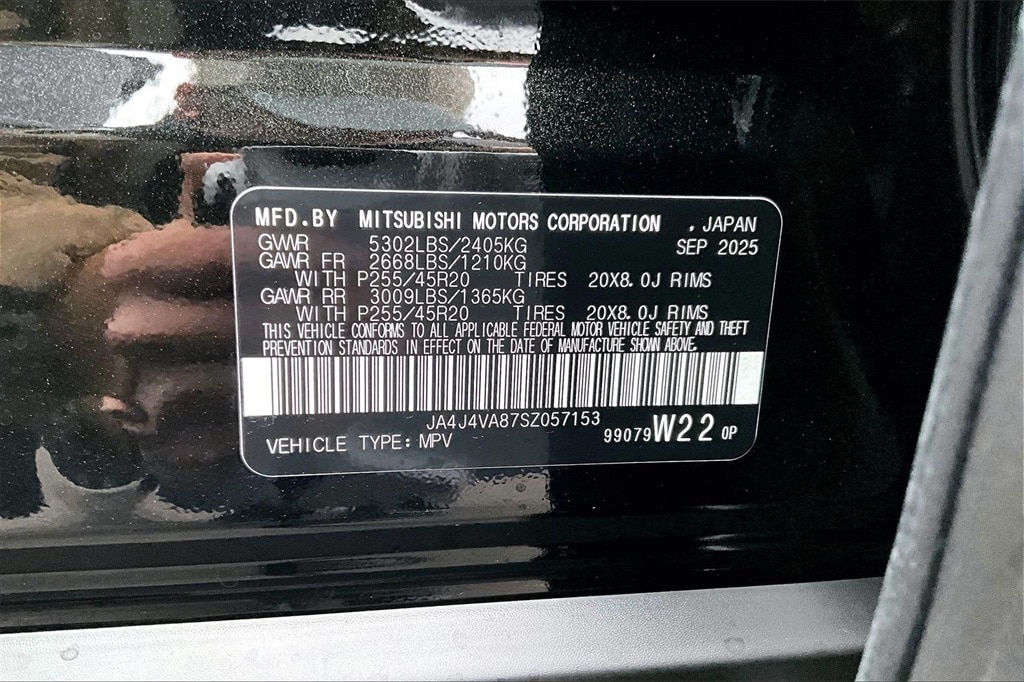 MFD.BY MITSUBISHI MOTORS CORPORATION , JAPAN
GVWR 5302LBS/2405KG SEP 2025
GAWR FR 2668LBS/1210KG
WITH P255/45R20 TIRES 20X8.0J RIMS
GAWR RR 3009LBS/1365KG
WITH P255/45R20 TIRES 20X8.0J RIMS
THIS VEHICLE CONFORMS TO ALL APPLICABLE FEDERAL MOTOR VEHICLE SAFETY AND THEFT
PREVENTION STANDARDS IN EFFECT ON THE DATE OF MANUFACTURE SHOWN ABOVE.
JA4J4VA87SZ057153
VEHICLE TYPE: MPV 99079W220P